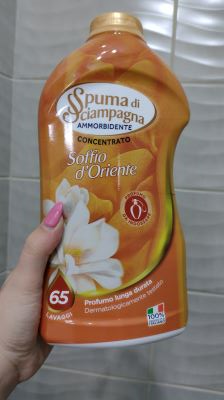 Spuma di
Sciampagna
AMMORBIDENTE
CONCENTRATO
Soffio
d'Oriente
65
LAVAGGI
Profumo lunga durata
Dermatologicamente testato
100%